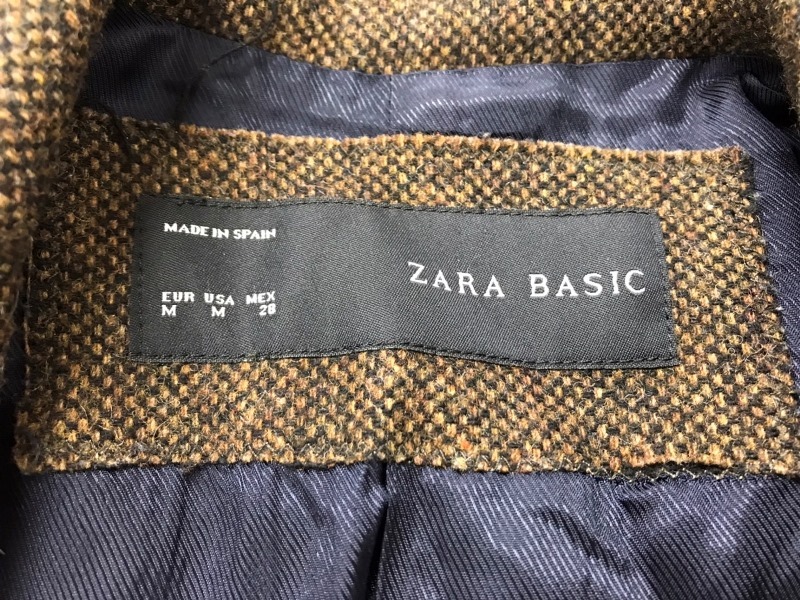 MADE IN SPAIN
ZARA BASIC
EUR USA MEX
M M 28